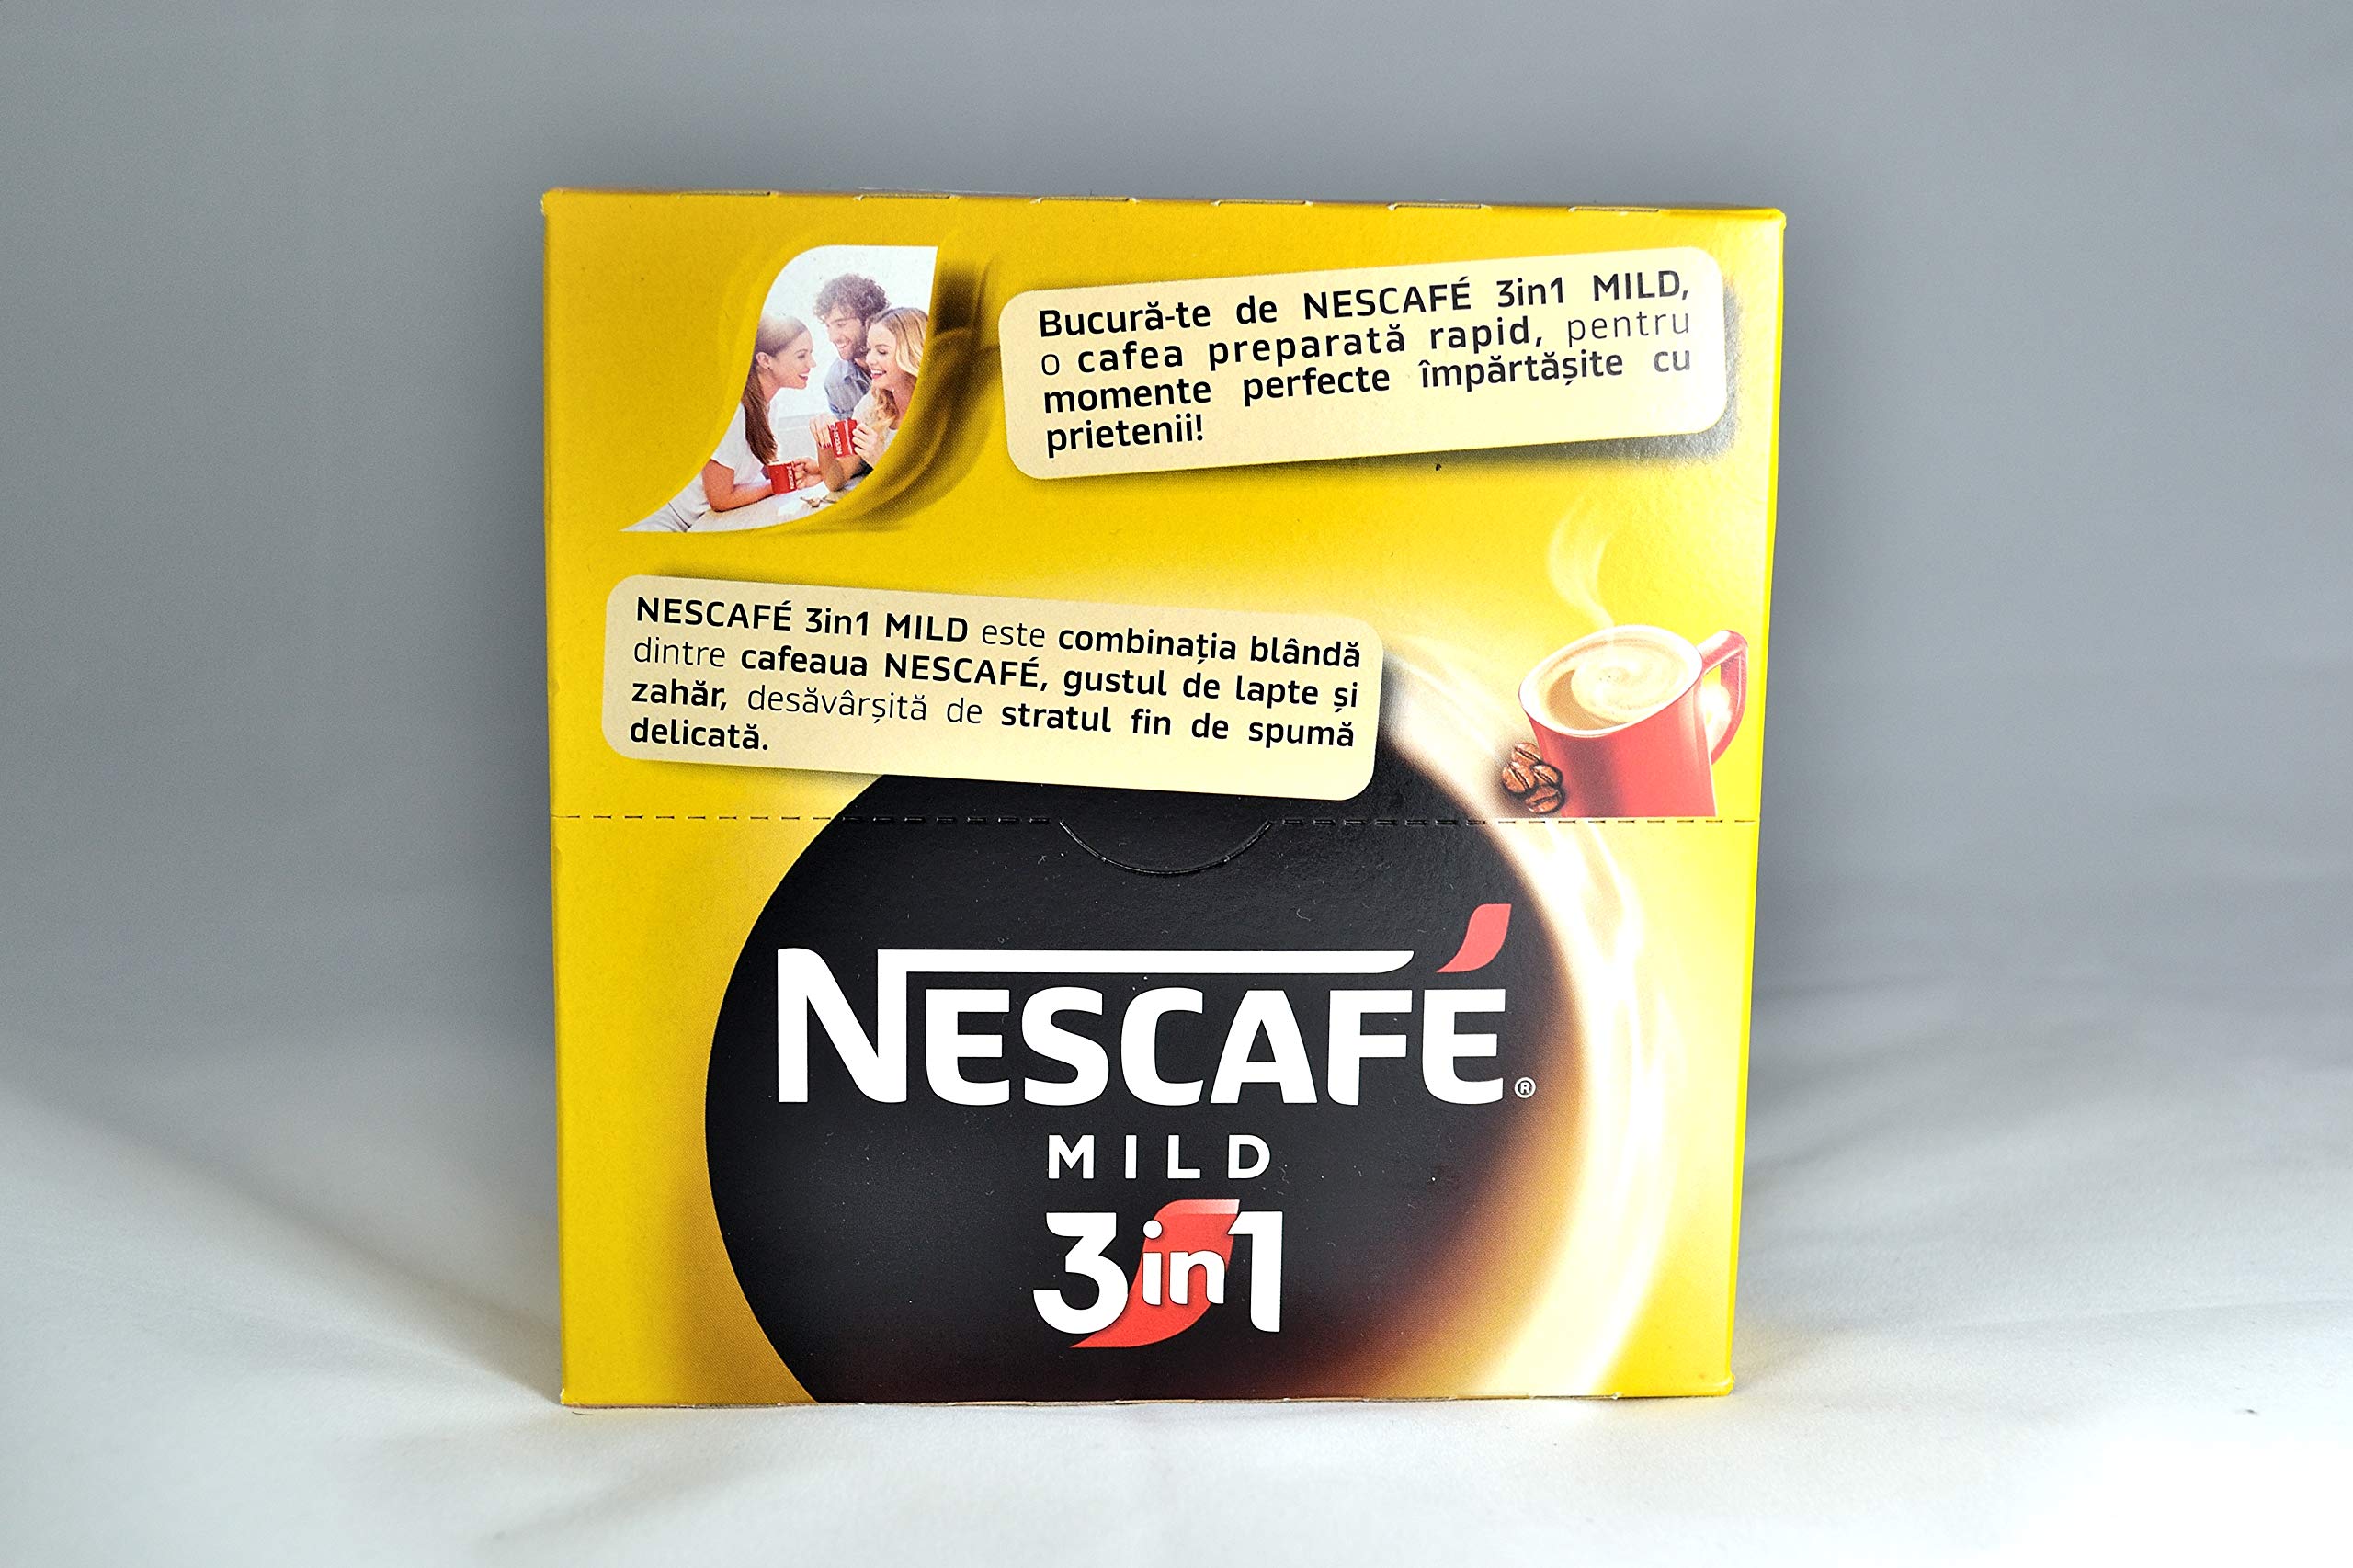 Bucură-te de NESCAFÉ 3in1 MILD,
o cafea preparată rapid, pentru
momente perfecte împărtășite cu
prietenii!
NESCAFÉ 3in1 MILD este combinația blândă
dintre cafeaua NESCAFÉ, gustul de lapte și
zahăr, desăvârșită de stratul fin de spumă
delicată.
NESCAFÉ®
MILD
3in1